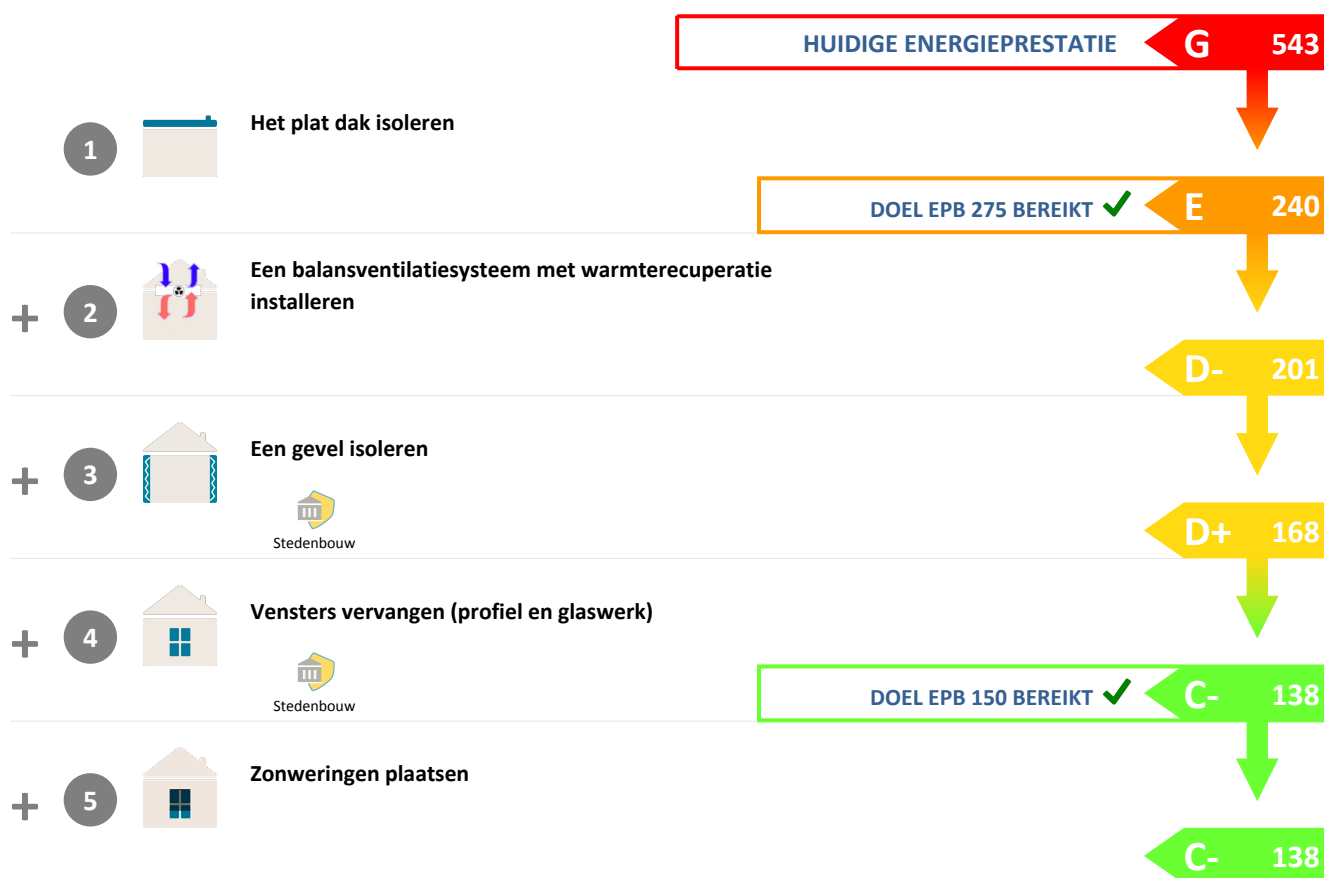 HUIDIGE ENERGIEPRESTATIE G 543
1 Het plat dak isoleren
DOEL EPB 275 BEREIKT E 240
+ 2 Een balansventilatiesysteem met warmterecuperatie
installeren
D- 201
+ 3 Een gevel isoleren
Stedenbouw
D+ 168
+ 4 Vensters vervangen (profiel en glaswerk)
Stedenbouw
DOEL EPB 150 BEREIKT C- 138
+ 5 Zonweringen plaatsen
C- 138